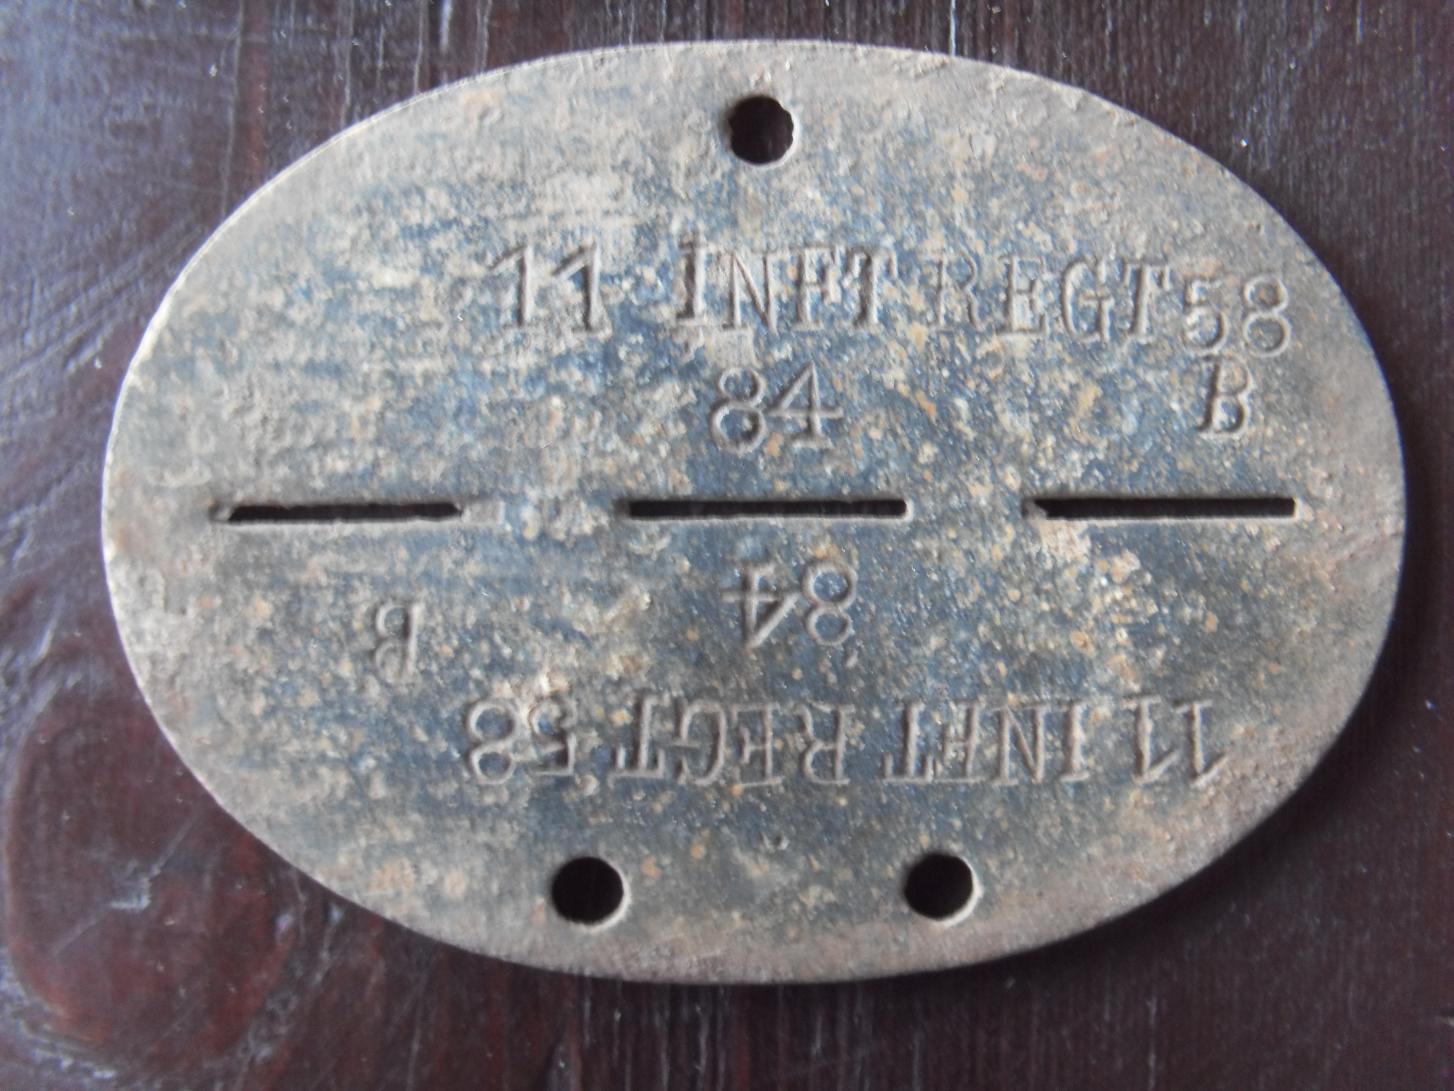 11 INFT REGT 58
84 B
84
B
11 INFT REGT 58